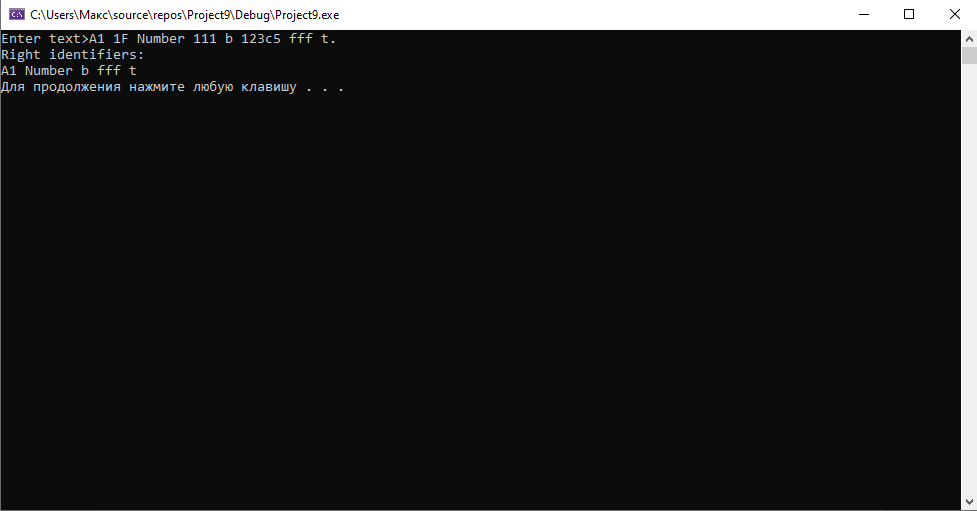 C:\Users\Макс\source\repos\Project9\Debug\Project9.exe
Enter text>A1 1F Number 111 b 123c5 fff t.
Right identifiers:
A1 Number b fff t
Для продолжения нажмите любую клавишу . . .